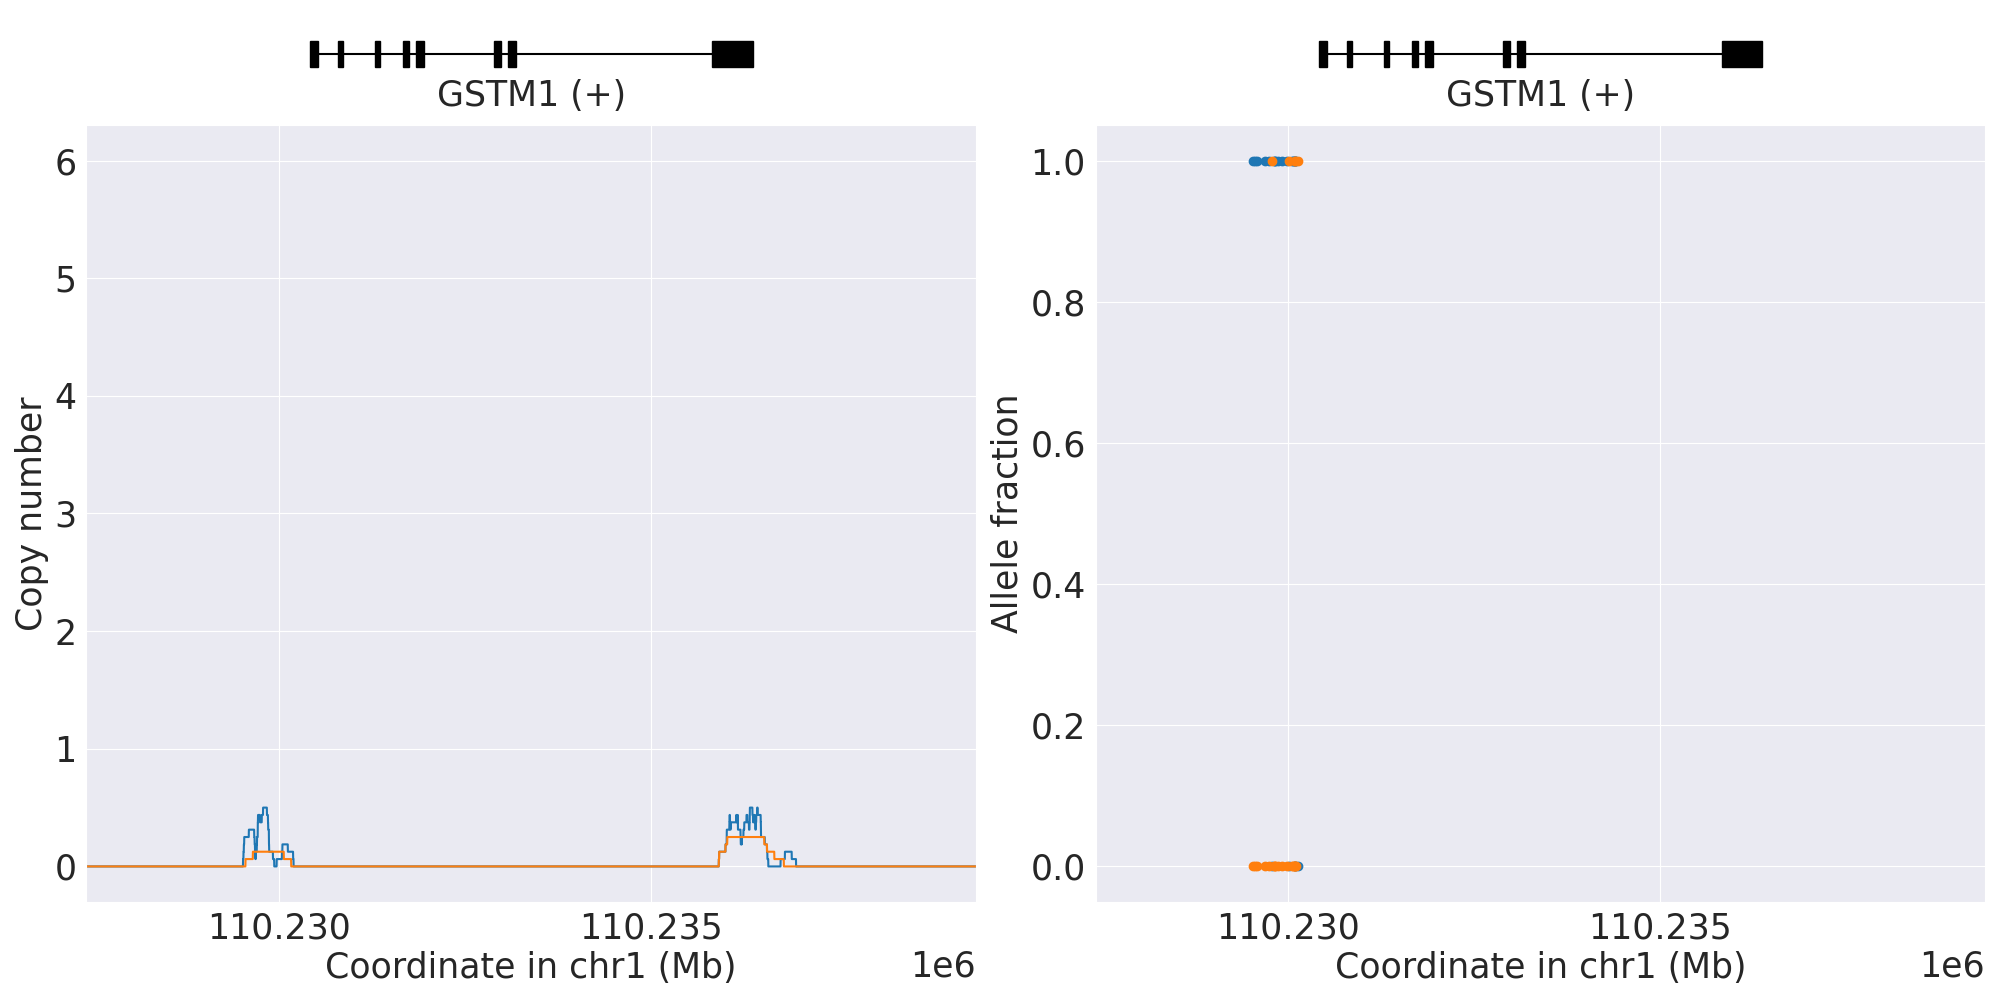 GSTM1 (+)
6
5
4
3
2
1
0
Copy number
110.230
110.235
Coordinate in chr1 (Mb)
1e6
GSTM1 (+)
1.0
0.8
0.6
0.4
0.2
0.0
Allele fraction
110.230
110.235
Coordinate in chr1 (Mb)
1e6